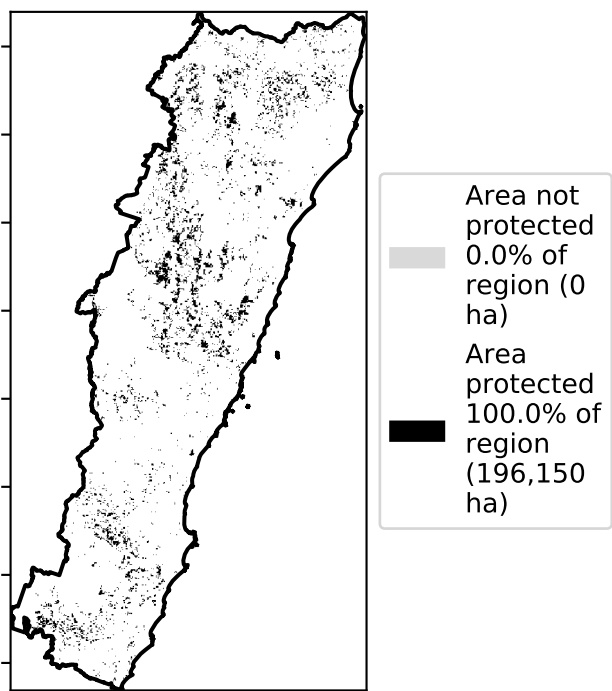 Area not
protected
0.0% of
region (0
ha)
Area
protected
100.0% of
region
(196,150
ha)